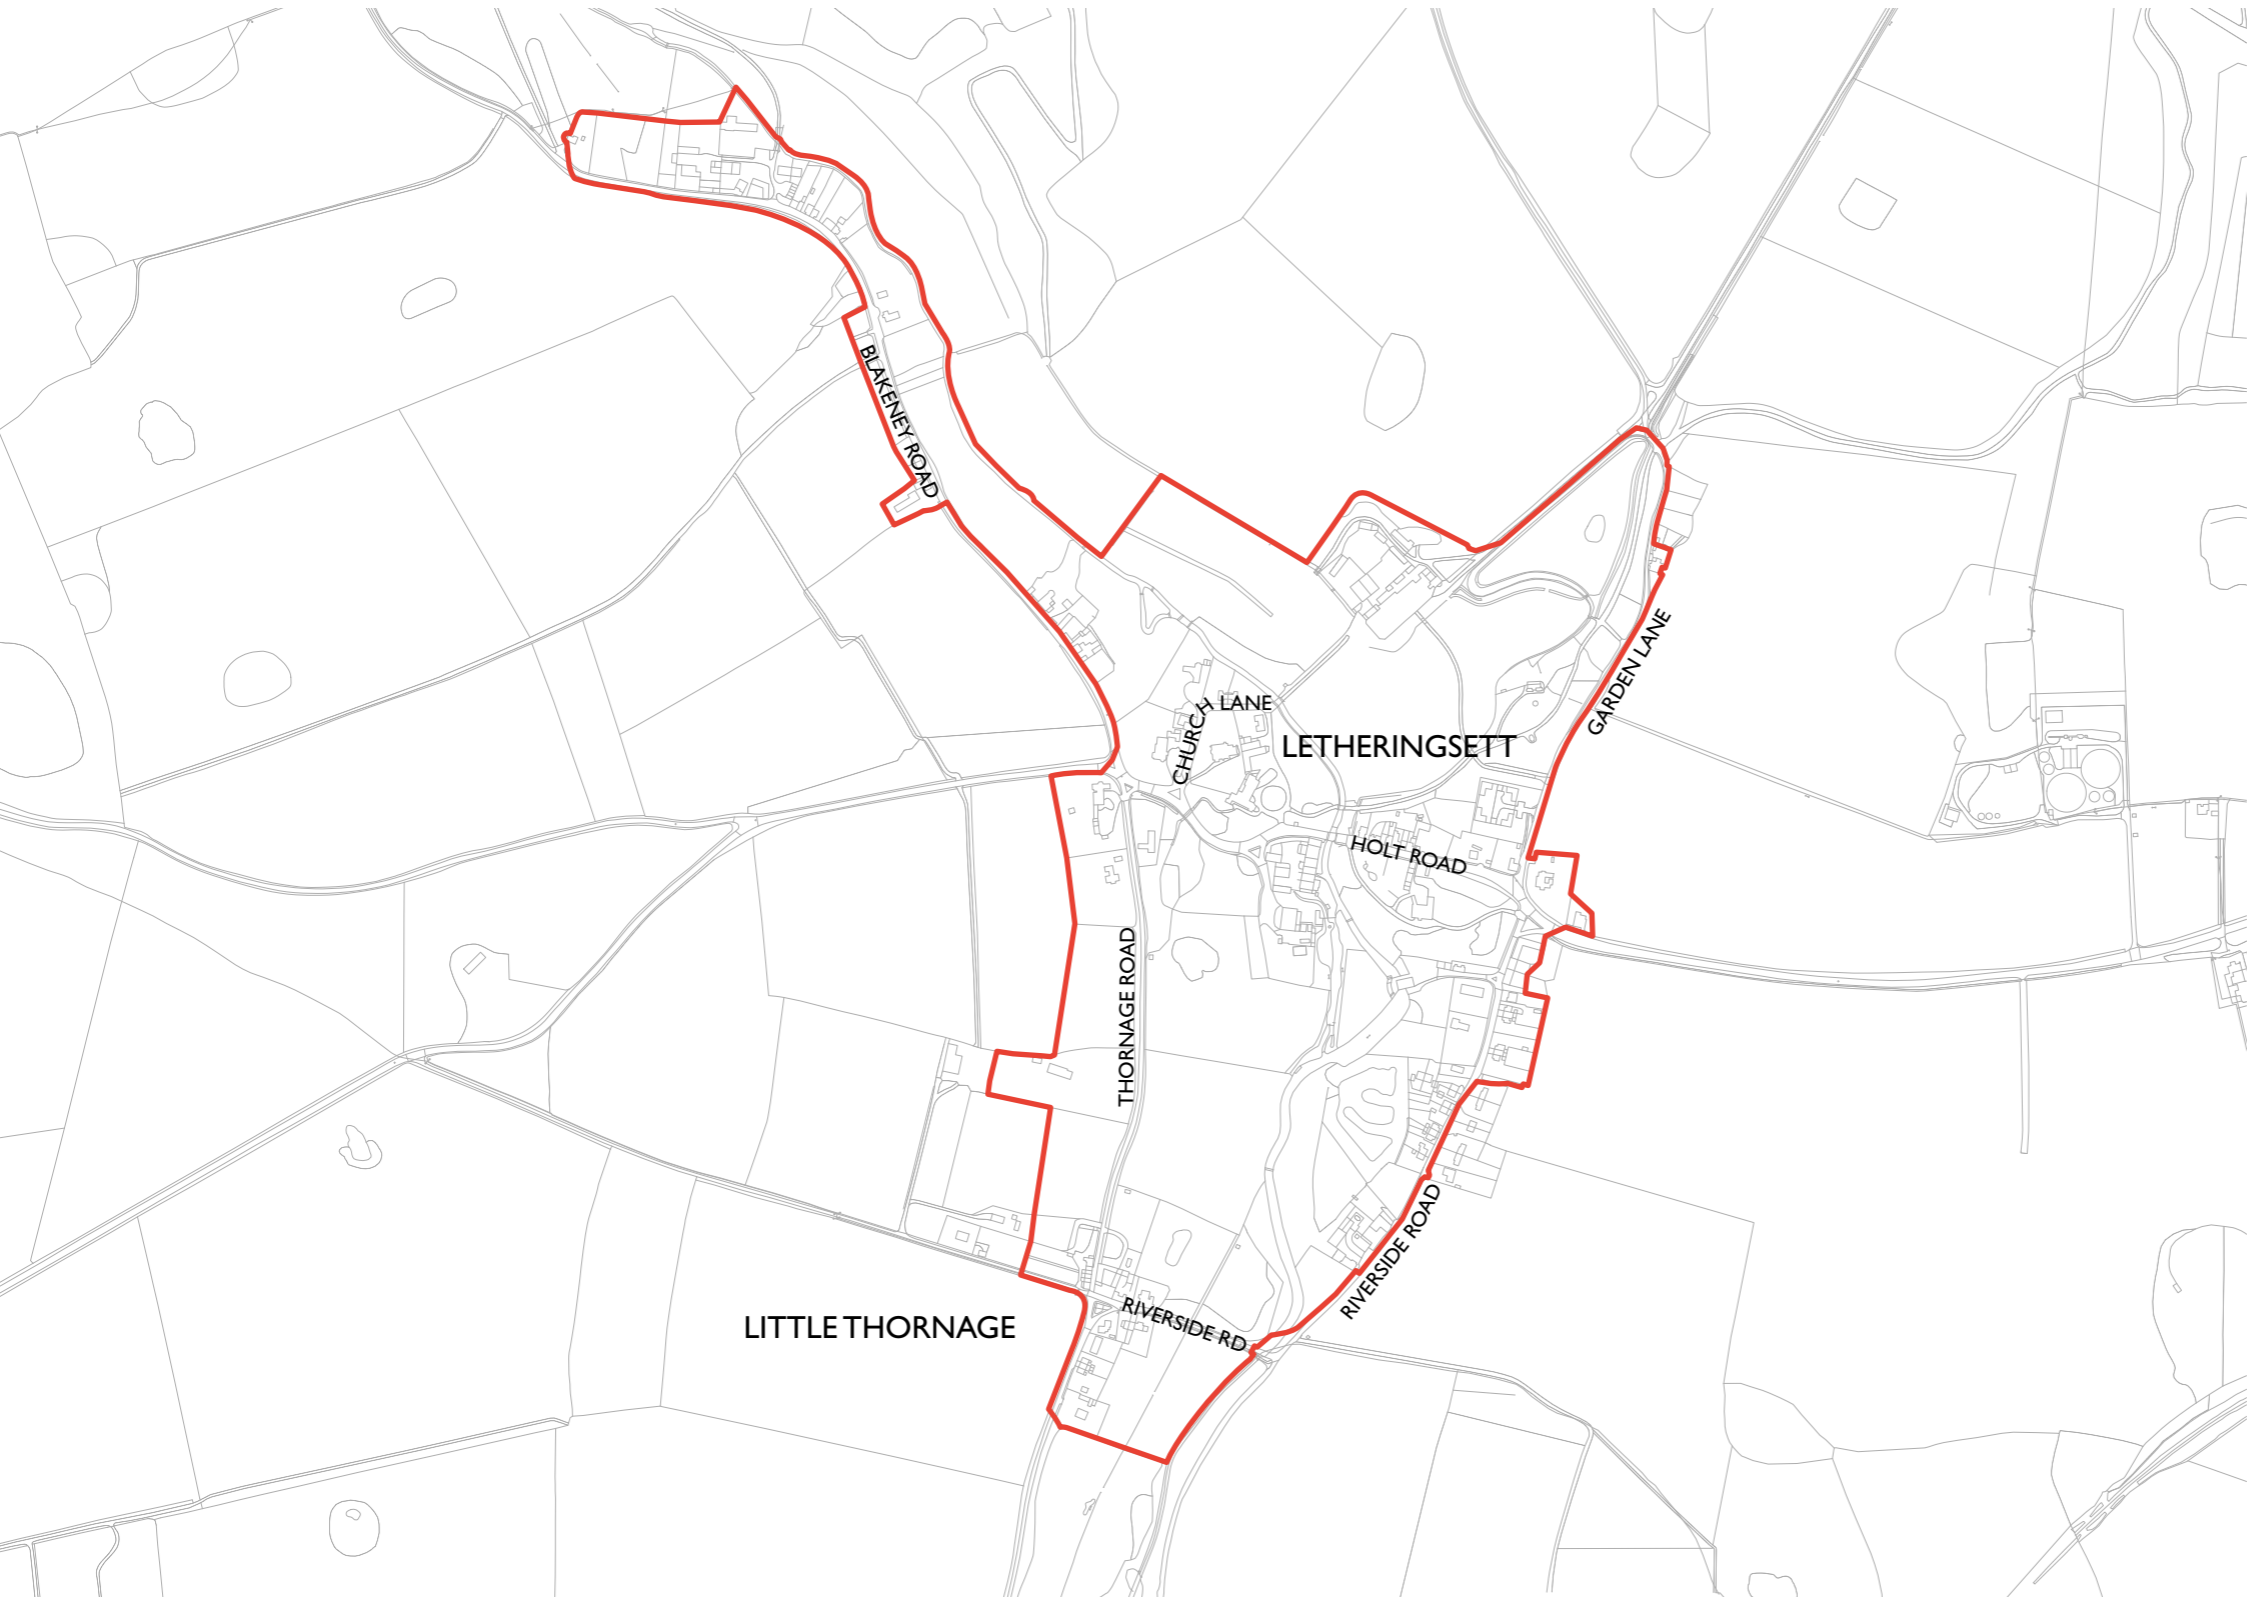 BLAKENEY ROAD
GARDEN LANE
CHURCH LANE
LETHERINGSETT
HOLT ROAD
THORNAGE ROAD
RIVERSIDE ROAD
RIVERSIDE RD
LITTLE THORNAGE